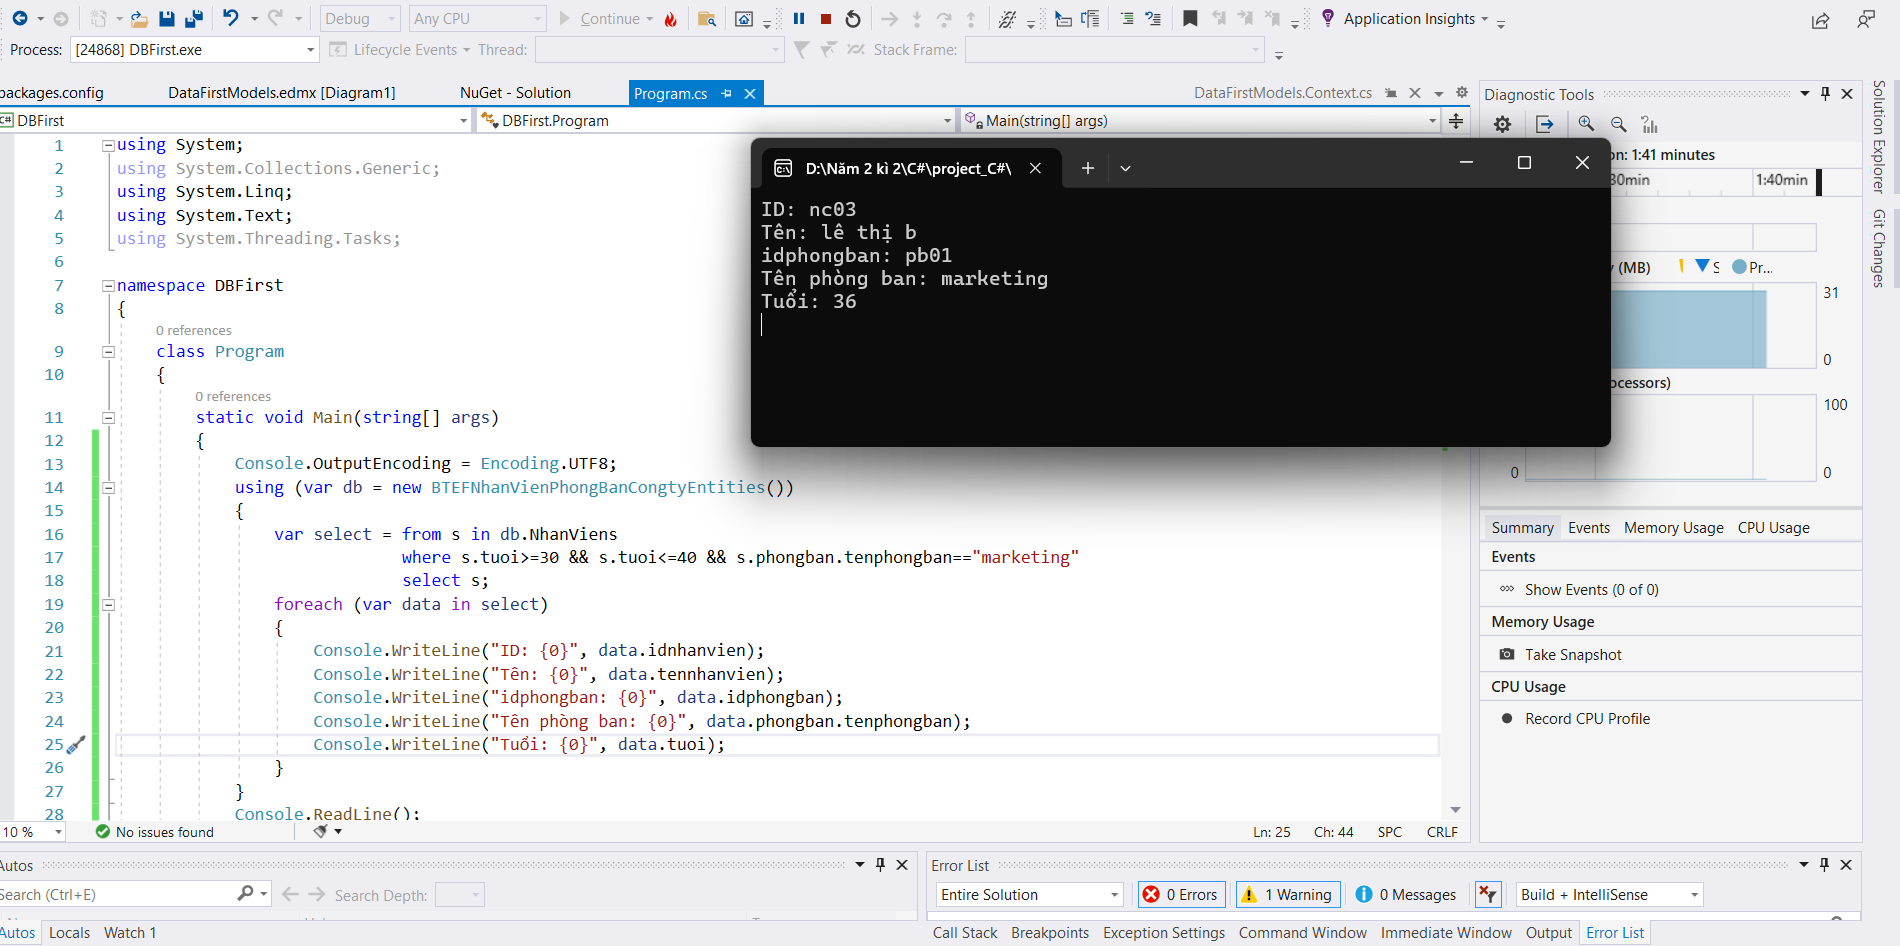 Debug
Any CPU
Continue
Application Insights
Process:
[24868] DBFirst.exe
Lifecycle Events
Thread:
Stack Frame:
packages.config
DataFirstModels.edmx [Diagram1]
NuGet - Solution
Program.cs
DataFirstModels.Context.cs
DBFirst
DBFirst.Program
Main(string[] args)
1 using System;
2 using System.Collections.Generic;
3 using System.Linq;
4 using System.Text;
5 using System.Threading.Tasks;
6
7 namespace DBFirst
8 {
0 references
9 class Program
10 {
0 references
11 static void Main(string[] args)
12 {
13 Console.OutputEncoding = Encoding.UTF8;
14 using (var db = new BTEFNhanVienPhongBanCongtyEntities())
15 {
16 var select = from s in db.NhanViens
17 where s.tuoi>=30 && s.tuoi<=40 && s.phongban.tenphongban=="marketing"
18 select s;
19 foreach (var data in select)
20 {
21 Console.WriteLine("ID: {0}", data.idnhanvien);
22 Console.WriteLine("Tên: {0}", data.tennhanvien);
23 Console.WriteLine("idphongban: {0}", data.idphongban);
24 Console.WriteLine("Tên phòng ban: {0}", data.phongban.tenphongban);
25 Console.WriteLine("Tuổi: {0}", data.tuoi);
26 }
27 }
28 Console.ReadLine();
10 %
No issues found
Ln: 25
Ch: 44
SPC
CRLF
D:\Năm 2 kì 2\C#\project_C#\
ID: nc03
Tên: lê thị b
idphongban: pb01
Tên phòng ban: marketing
Tuổi: 36
Diagnostic Tools
on: 1:41 minutes
30min
1:40min
y (MB)
S
Pr...
31
0
ocessors)
100
0
0
Summary
Events
Memory Usage
CPU Usage
Events
Show Events (0 of 0)
Memory Usage
Take Snapshot
CPU Usage
Record CPU Profile
Solution Explorer
Git Changes
Autos
Search (Ctrl+E)
Search Depth:
Autos
Locals
Watch 1
Error List
Entire Solution
0 Errors
1 Warning
0 Messages
Build + IntelliSense
Call Stack
Breakpoints
Exception Settings
Command Window
Immediate Window
Output
Error List